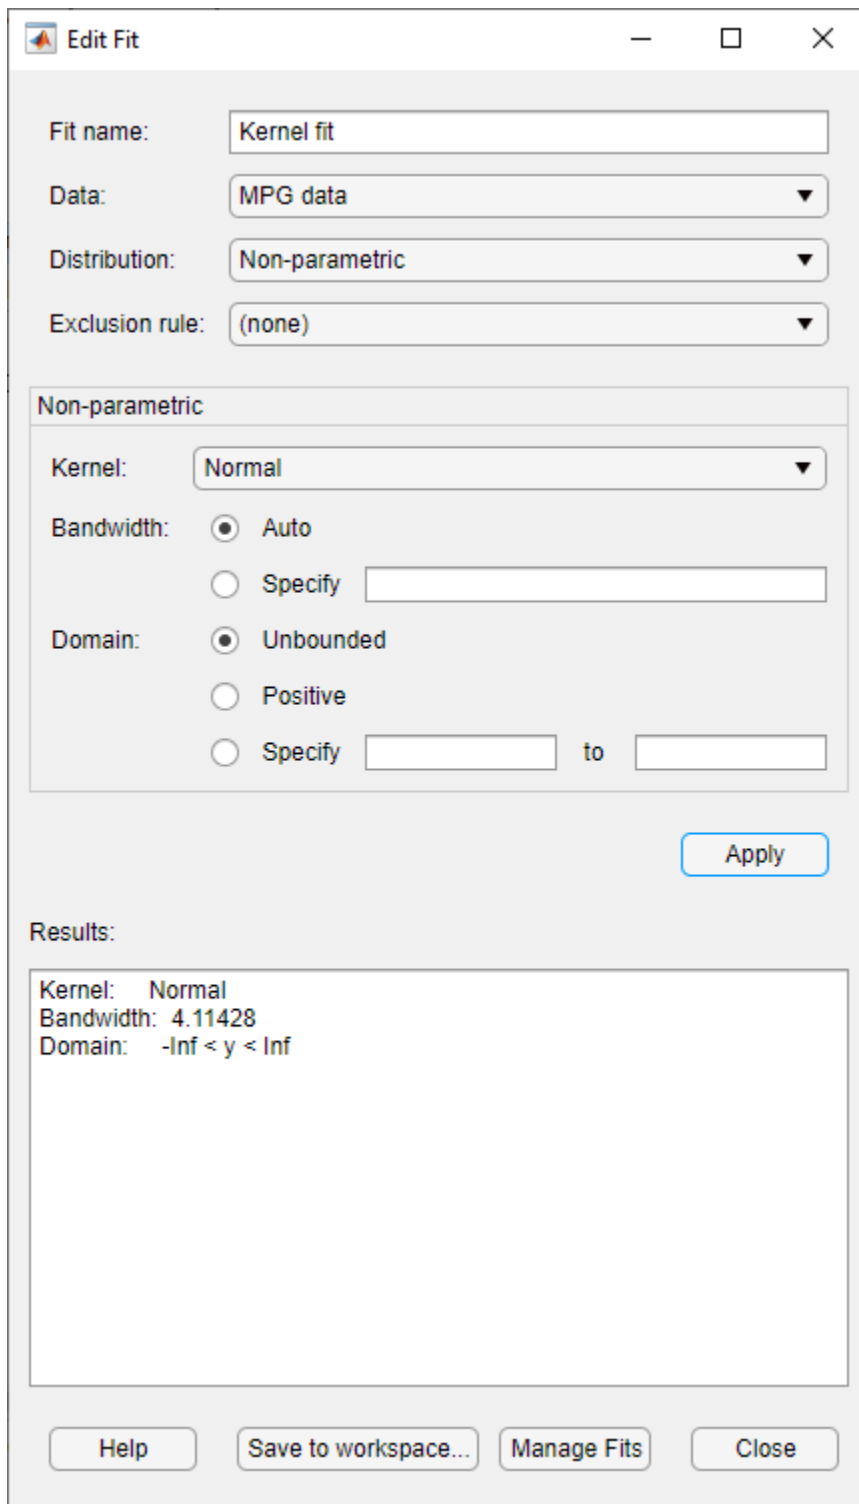 Edit Fit
Fit name: Kernel fit
Data: MPG data
Distribution: Non-parametric
Exclusion rule: (none)
Non-parametric
Kernel: Normal
Bandwidth: Auto
Specify
Domain: Unbounded
Positive
Specify to
Apply
Results:
Kernel: Normal
Bandwidth: 4.11428
Domain: -Inf < y < Inf
Help Save to workspace... Manage Fits Close